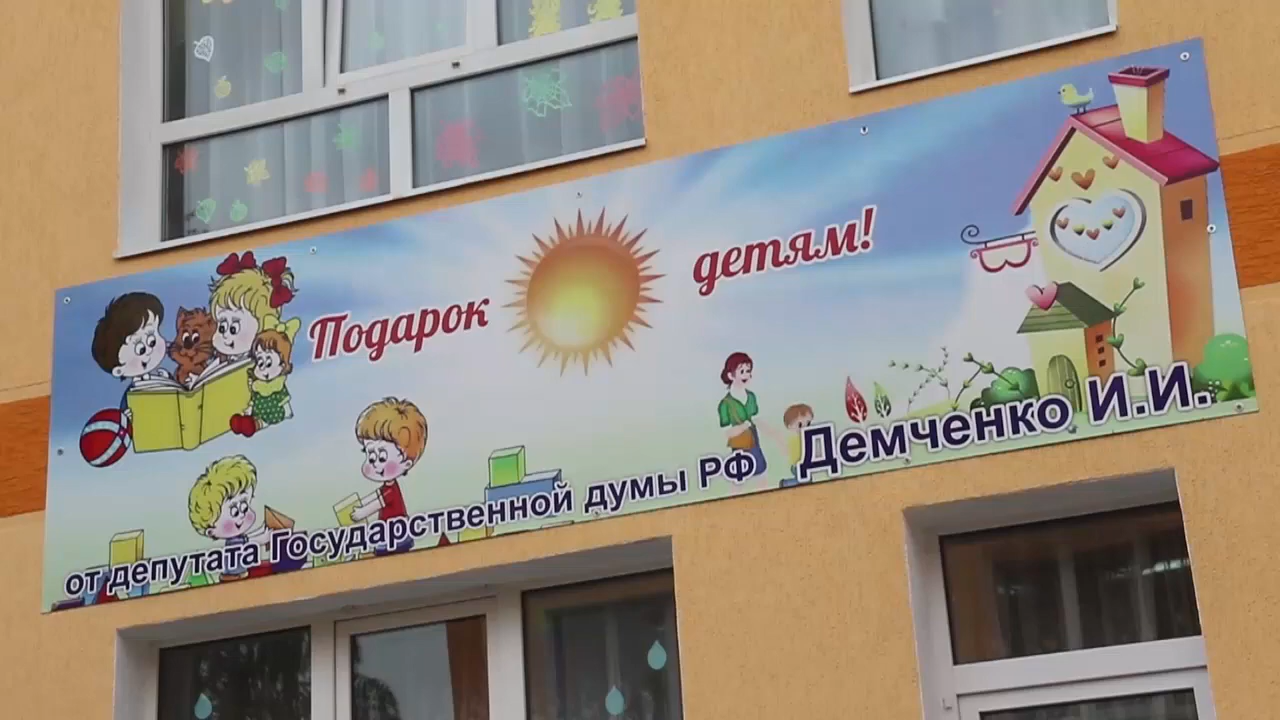 Подарок детям!
от депутата Государственной думы РФ Демченко И.И.